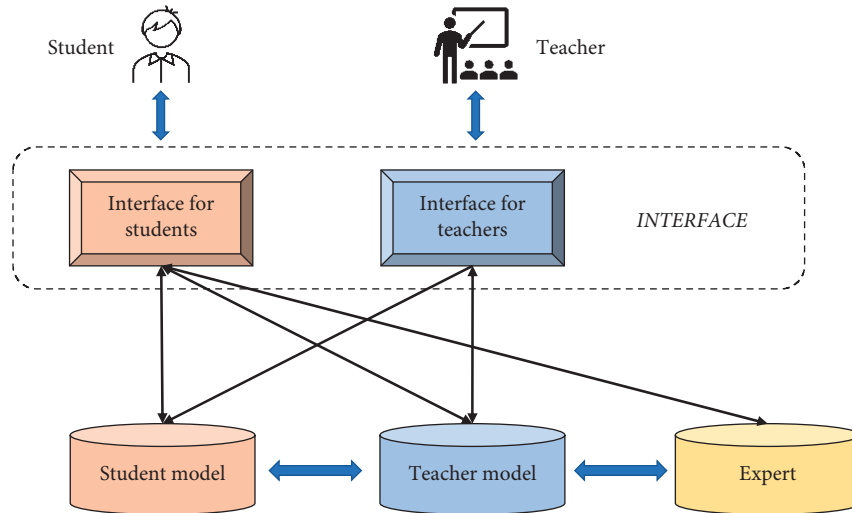 Student
Teacher
Interface for
students
Interface for
teachers
INTERFACE
Student model
Teacher model
Expert